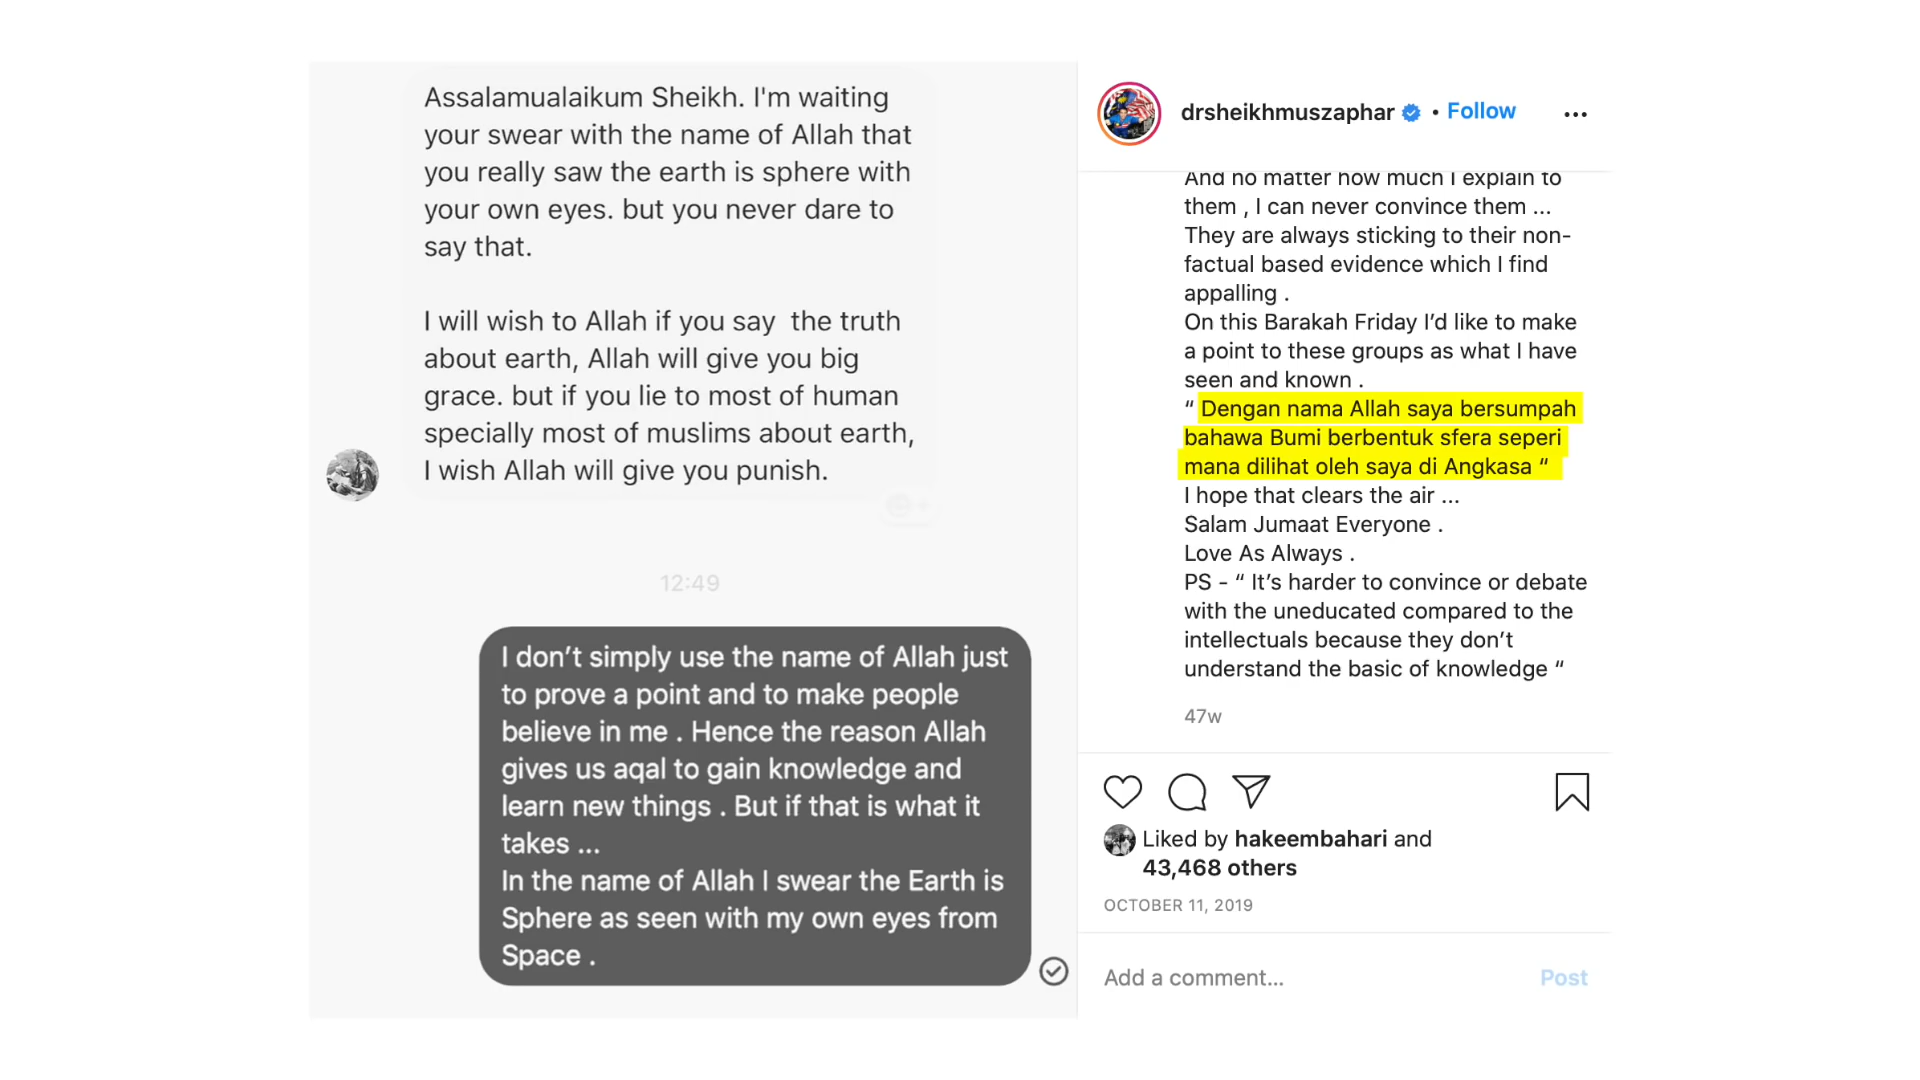 Assalamualaikum Sheikh. I'm waiting
your swear with the name of Allah that
you really saw the earth is sphere with
your own eyes. but you never dare to
say that.
I will wish to Allah if you say  the truth
about earth, Allah will give you big
grace. but if you lie to most of human
specially most of muslims about earth,
I wish Allah will give you punish.
12:49
I don’t simply use the name of Allah just
to prove a point and to make people
believe in me . Hence the reason Allah
gives us aqal to gain knowledge and
learn new things . But if that is what it
takes ...
In the name of Allah I swear the Earth is
Sphere as seen with my own eyes from
Space .
drsheikhmuszaphar • Follow
And no matter how much I explain to
them , I can never convince them ...
They are always sticking to their non-
factual based evidence which I find
appalling .
On this Barakah Friday I’d like to make
a point to these groups as what I have
seen and known .
“ Dengan nama Allah saya bersumpah
bahawa Bumi berbentuk sfera seperi
mana dilihat oleh saya di Angkasa “
I hope that clears the air ...
Salam Jumaat Everyone .
Love As Always .
PS - “ It’s harder to convince or debate
with the uneducated compared to the
intellectuals because they don’t
understand the basic of knowledge “
47w
Liked by hakeembahari and
43,468 others
OCTOBER 11, 2019
Add a comment...
Post